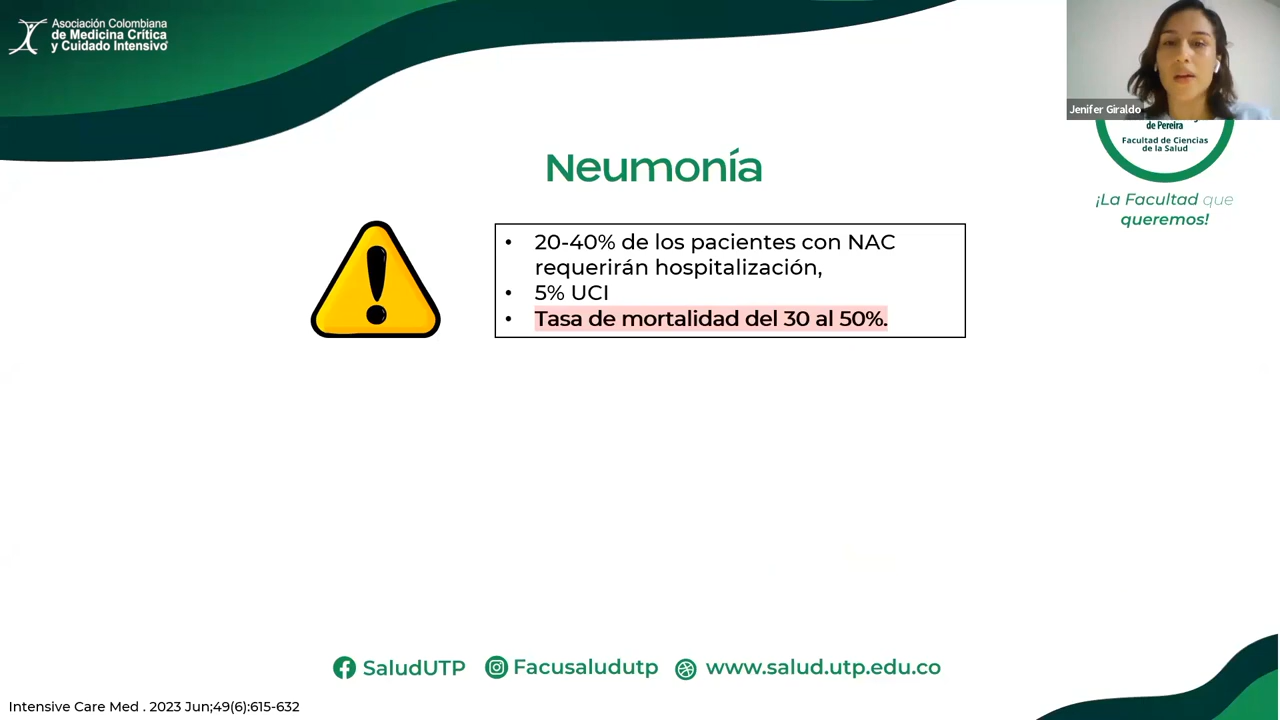 Asociación Colombiana
de Medicina Crítica
y Cuidado Intensivo
Jenifer Giraldo
de Pereira
Facultad de Ciencias
de la Salud
¡La Facultad que
queremos!
Neumonía
• 20-40% de los pacientes con NAC
requerirán hospitalización,
• 5% UCI
• Tasa de mortalidad del 30 al 50%.
SaludUTP
Facusaludutp
www.salud.utp.edu.co
Intensive Care Med . 2023 Jun;49(6):615-632